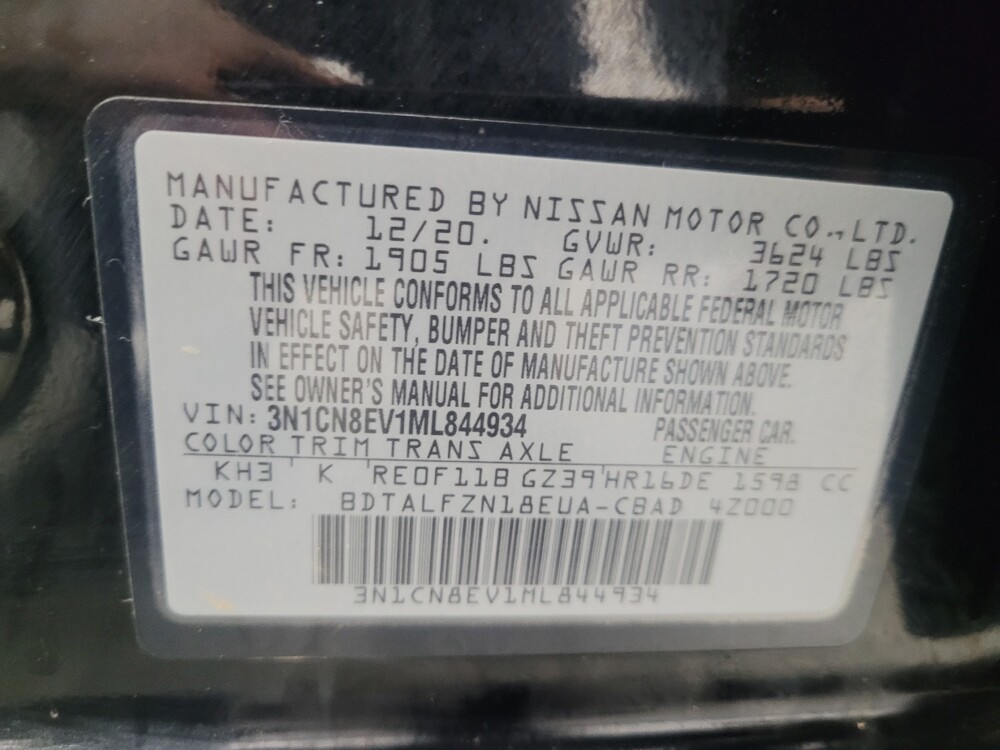 MANUFACTURED BY NISSAN MOTOR CO.,LTD.
DATE: 12/20. GVWR: 3624 LBS
GAWR FR: 1905 LBS GAWR RR: 1720 LBS
THIS VEHICLE CONFORMS TO ALL APPLICABLE FEDERAL MOTOR
VEHICLE SAFETY, BUMPER AND THEFT PREVENTION STANDARDS
IN EFFECT ON THE DATE OF MANUFACTURE SHOWN ABOVE.
SEE OWNER'S MANUAL FOR ADDITIONAL INFORMATION.
VIN: 3N1CN8EV1ML844934 PASSENGER CAR.
COLOR TRIM TRANS AXLE ENGINE
KH3 ' K 'RE0F11B GZ39'HR16DE 1598 CC
MODEL: BDTALFZN18EUA-CBAD 4Z000
3N1CN8EV1ML844934